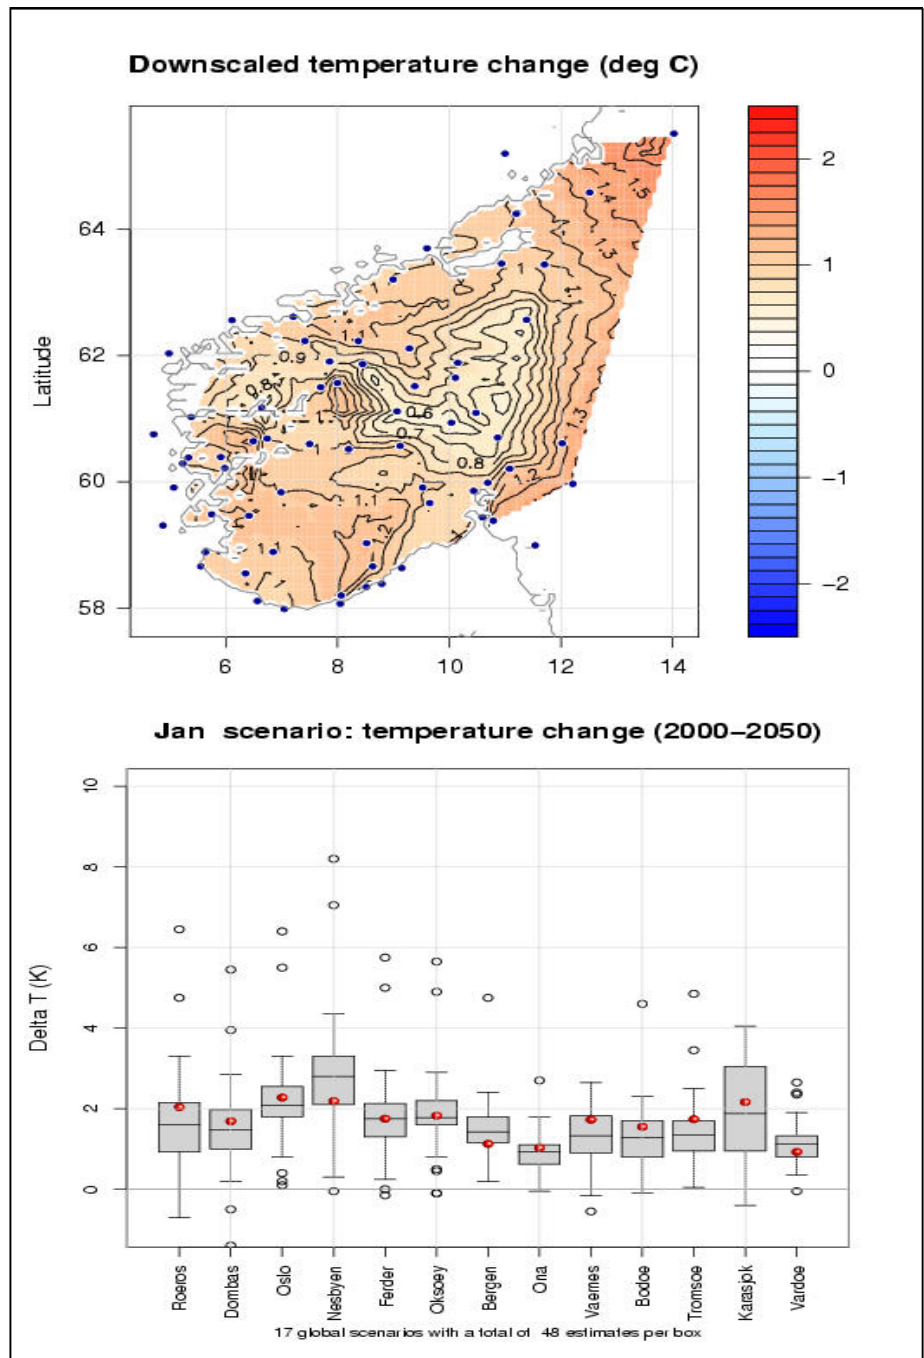 Downscaled temperature change (deg C)
Latitude
64
62
60
58
6 8 10 12 14
2
1
0
−1
−2
1.5
1.4
1.3
1
1.1
0.9
0.8
0.6
0.7
1
0.8
1.2
1.3
1.1
1.1
1
Jan scenario: temperature change (2000−2050)
Delta T (K)
10
8
6
4
2
0
Roeros
Dombas
Oslo
Nesbyen
Ferder
Oksoey
Bergen
Ona
Vaernes
Bodoe
Tromsoe
Karasjok
Vardoe
17 global scenarios with a total of 48 estimates per box